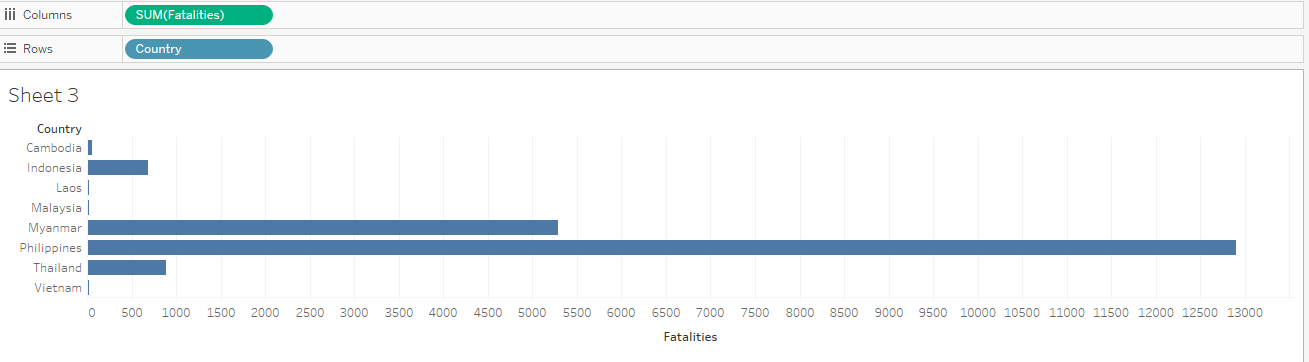 Columns SUM(Fatalities)
Rows Country
Sheet 3
Country
Cambodia
Indonesia
Laos
Malaysia
Myanmar
Philippines
Thailand
Vietnam
0 500 1000 1500 2000 2500 3000 3500 4000 4500 5000 5500 6000 6500 7000 7500 8000 8500 9000 9500 10000 10500 11000 11500 12000 12500 13000
Fatalities